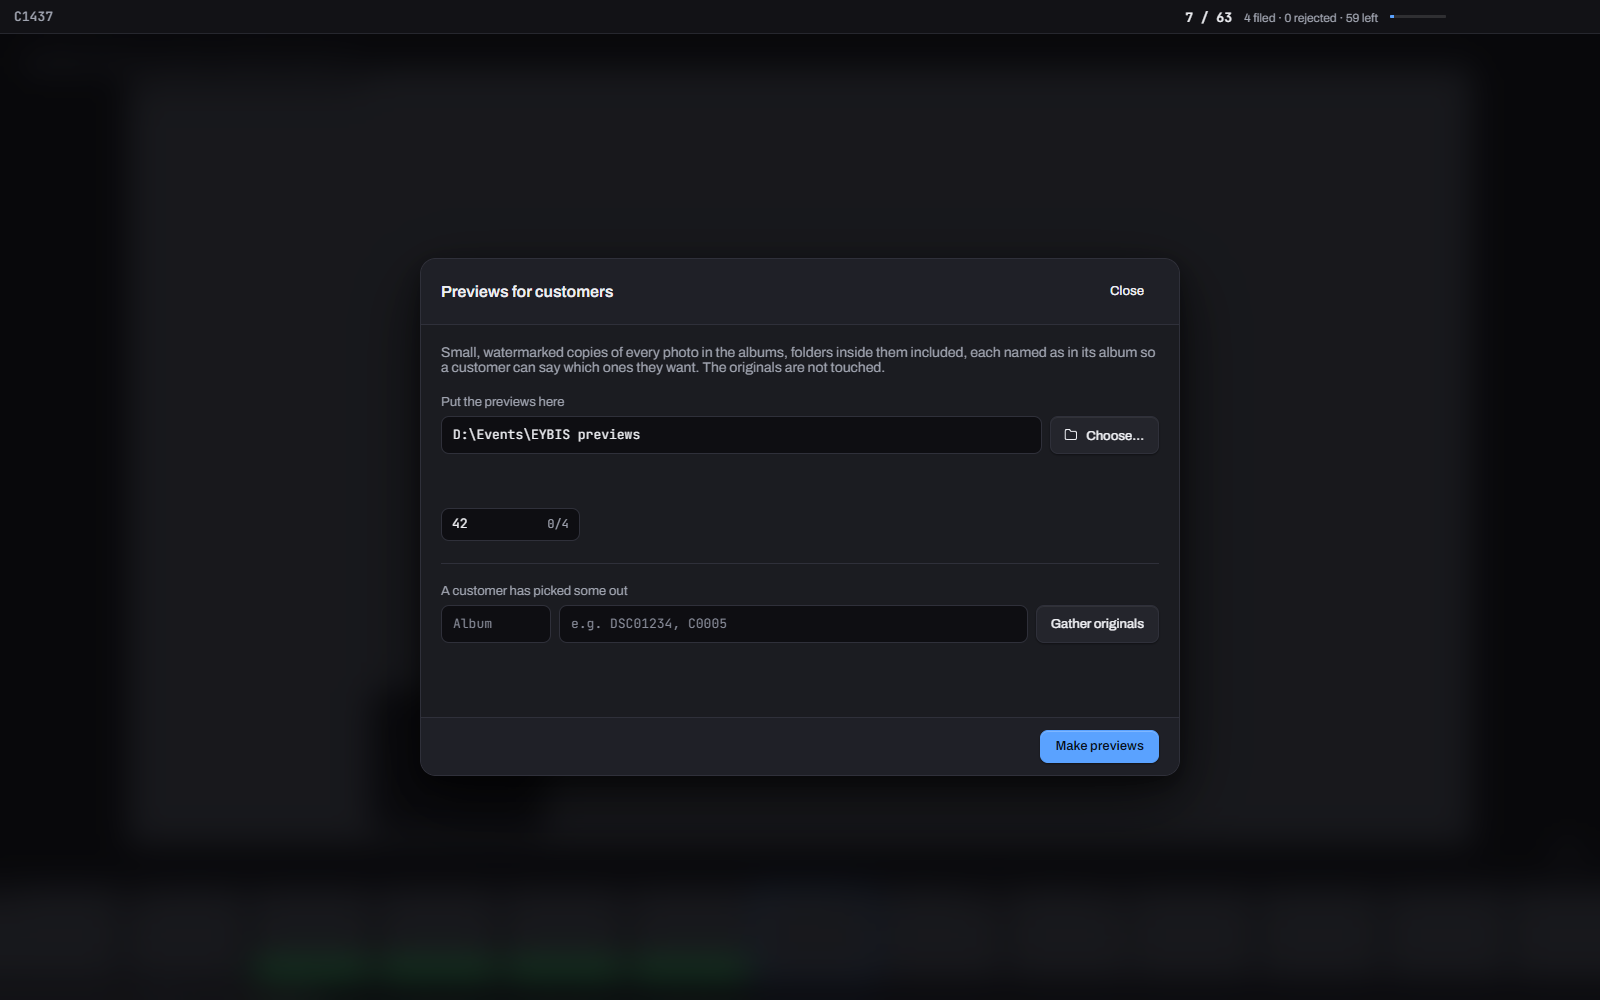 C1437
7 / 63 4 filed · 0 rejected · 59 left
Previews for customers
Close
Small, watermarked copies of every photo in the albums, folders inside them included, each named as in its album so
a customer can say which ones they want. The originals are not touched.
Put the previews here
D:\Events\EYBIS previews
Choose...
42 0/4
A customer has picked some out
Album
e.g. DSC01234, C0005
Gather originals
Make previews